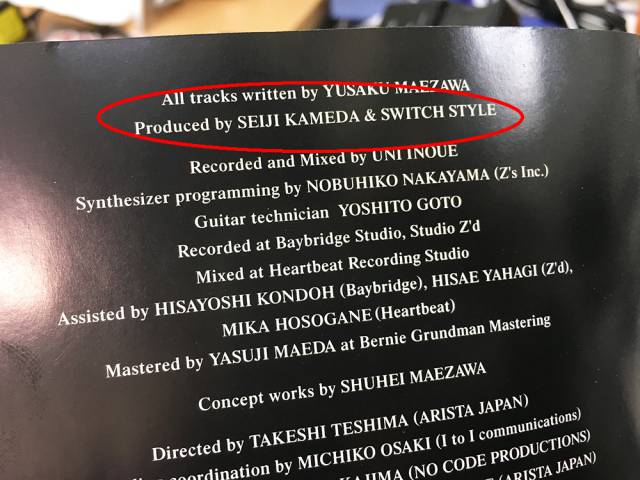 All tracks written by YUSAKU MAEZAWA
Produced by SEIJI KAMEDA & SWITCH STYLE
Recorded and Mixed by UNI INOUE
Synthesizer programming by NOBUHIKO NAKAYAMA (Z's Inc.)
Guitar technician YOSHITO GOTO
Recorded at Baybridge Studio, Studio Z'd
Mixed at Heartbeat Recording Studio
Assisted by HISAYOSHI KONDOH (Baybridge), HISAE YAHAGI (Z'd),
MIKA HOSOGANE (Heartbeat)
Mastered by YASUJI MAEDA at Bernie Grundman Mastering
Concept works by SHUHEI MAEZAWA
Directed by TAKESHI TESHIMA (ARISTA JAPAN)
coordination by MICHIKO OSAKI (I to I communications)
KAJIMA (NO CODE PRODUCTIONS)
(ARISTA JAPAN)